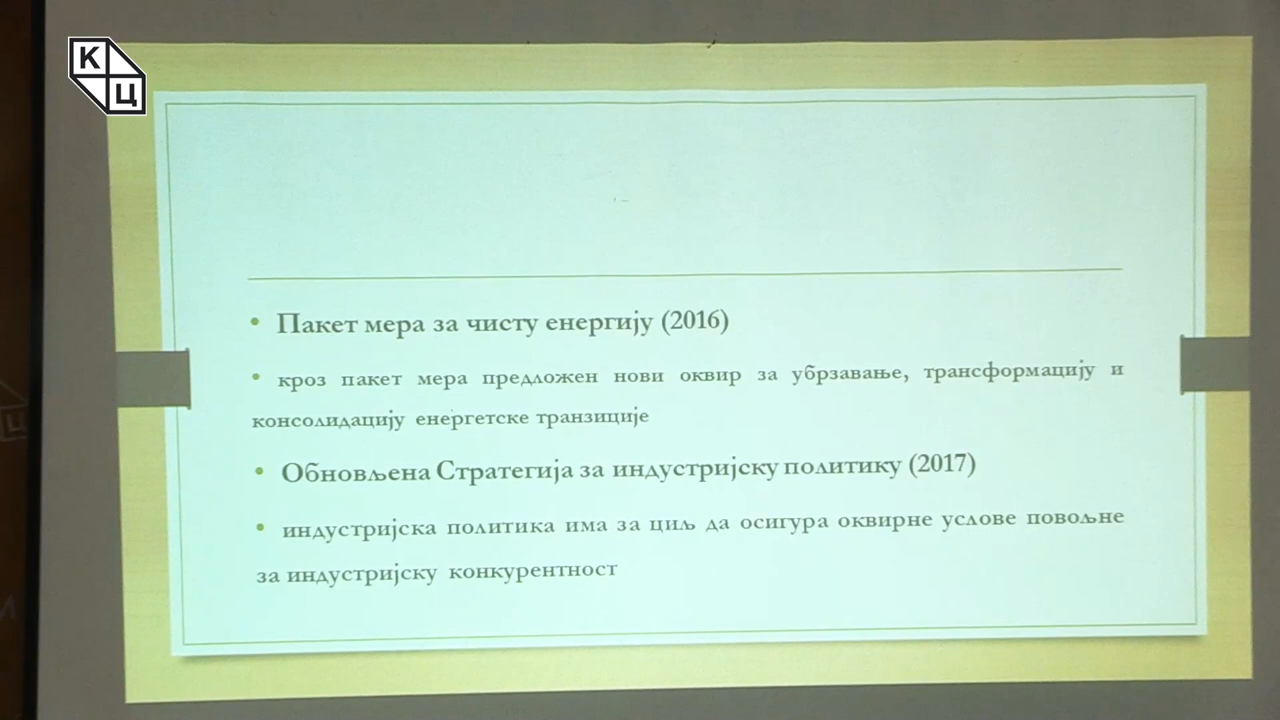 К
Ц
• Пакет мера за чисту енергију (2016)
• кроз пакет мера предложен нови оквир за убрзавање, трансформацију и
консолидацију енергетске транзиције
• Обновљена Стратегија за индустријску политику (2017)
• индустријска политика има за циљ да осигура оквирне услове повољне
за индустријску конкурентност